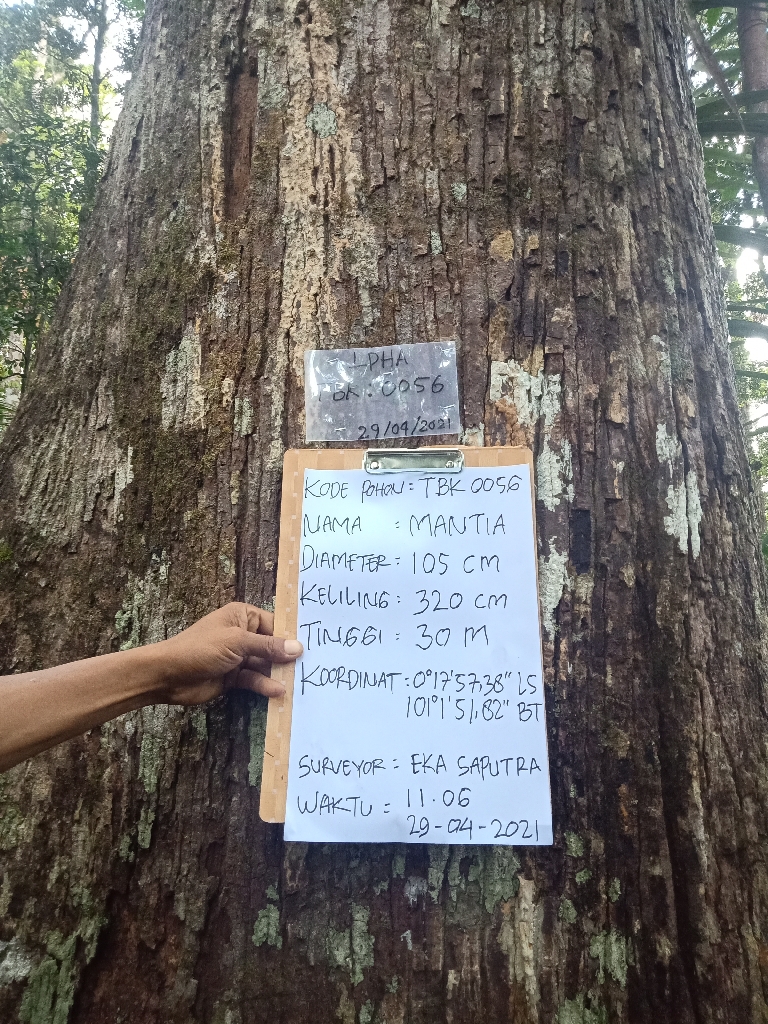 LPHA
TBK. 0056
29/04/2021
KODE POHON = TBK 0056
NAMA : MANTIA
DIAMETER = 105 CM
KELILING : 320 CM
TINGGI : 30 M
KOORDINAT : 0°17'57,38" LS
101°1'51,82" BT
SURVEYOR = EKA SAPUTRA
WAKTU = 11.06
29-04-2021